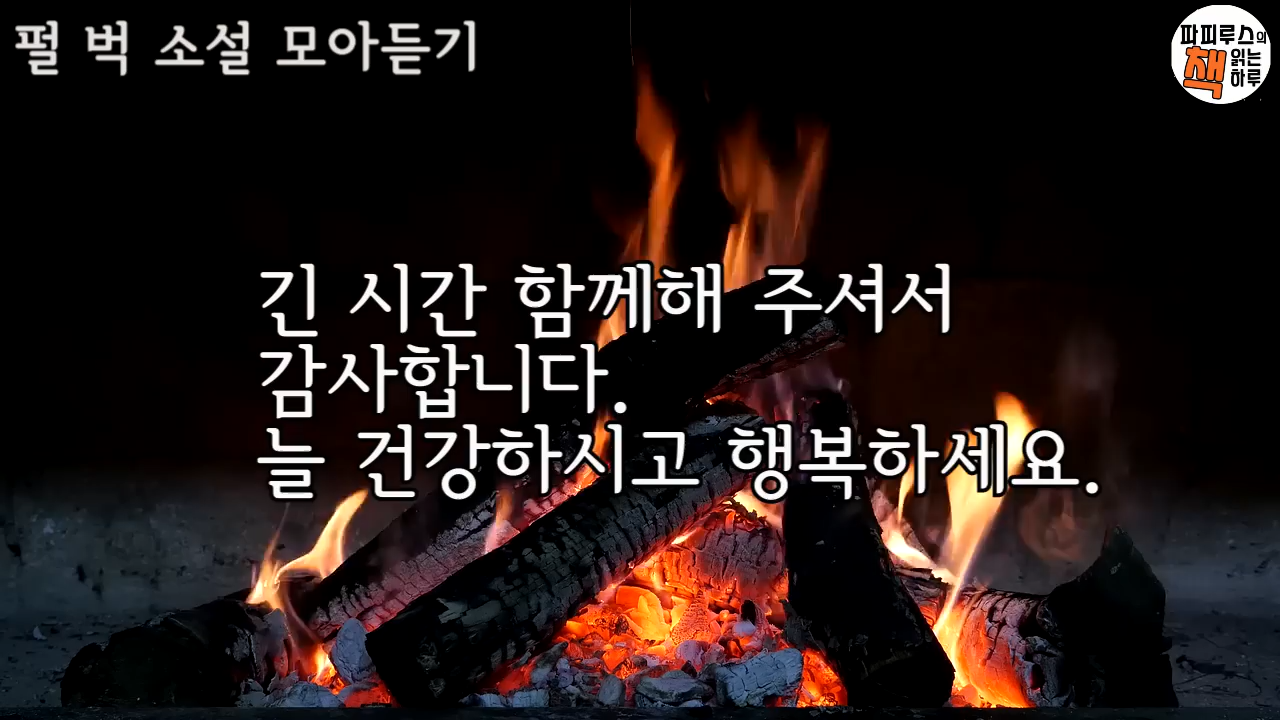 펄 벅 소설 모아듣기
파피루스의
책 읽는
하루
긴 시간 함께해 주셔서
감사합니다.
늘 건강하시고 행복하세요.